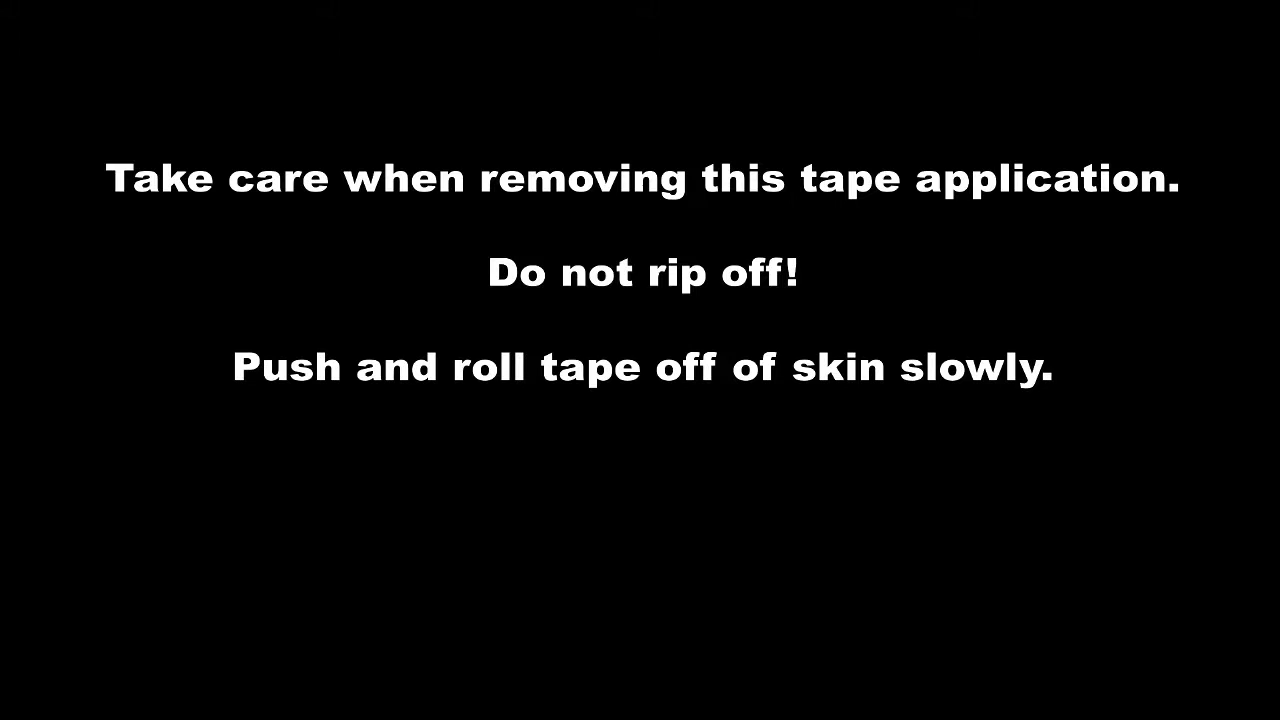 Take care when removing this tape application.
Do not rip off!
Push and roll tape off of skin slowly.